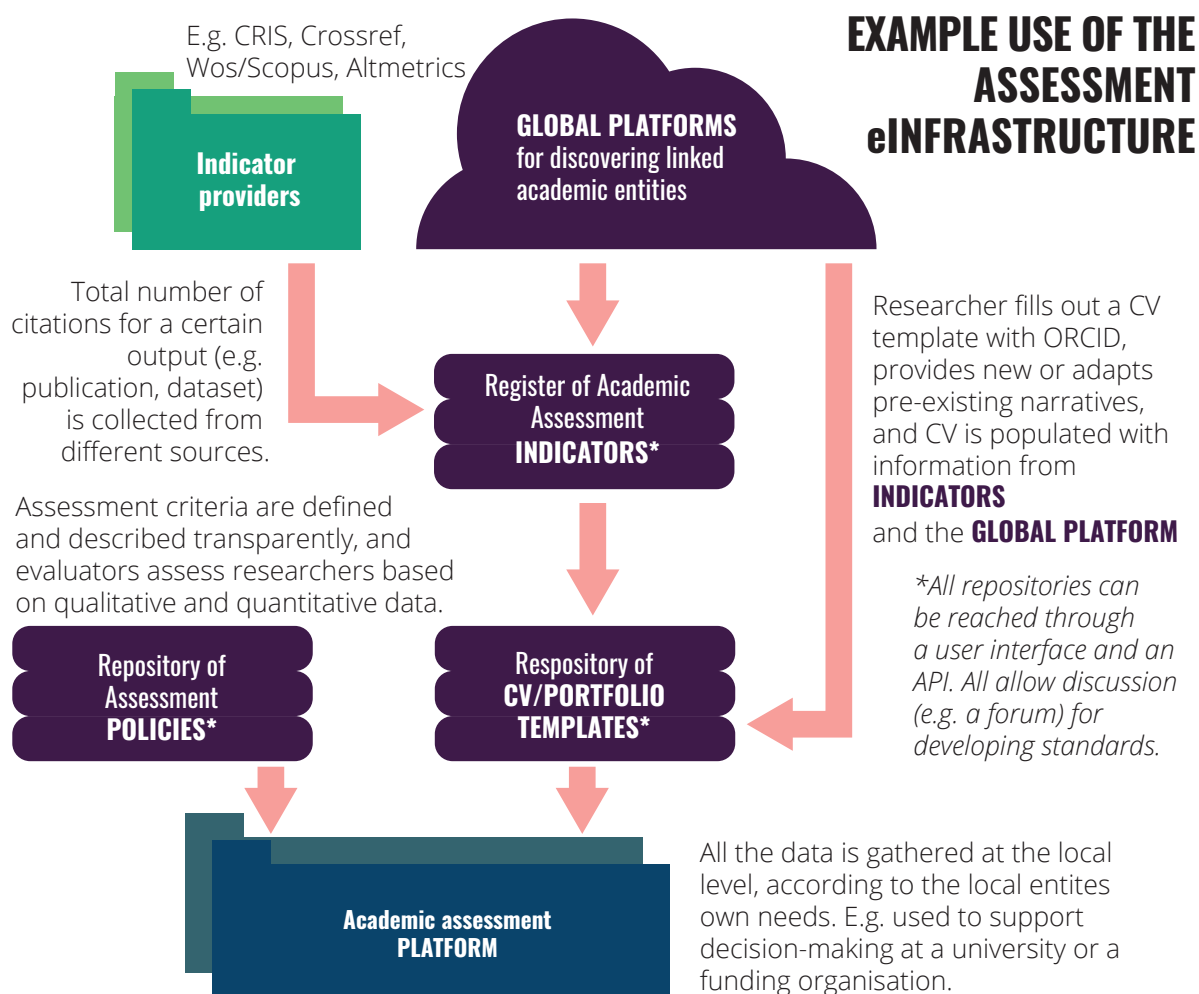 E.g. CRIS, Crossref,
Wos/Scopus, Altmetrics
EXAMPLE USE OF THE
ASSESSMENT
eINFRASTRUCTURE
Indicator
providers
GLOBAL PLATFORMS
for discovering linked
academic entities
Total number of
citations for a certain
output (e.g.
publication, dataset)
is collected from
different sources.
Register of Academic
Assessment
INDICATORS*
Researcher fills out a CV
template with ORCID,
provides new or adapts
pre-existing narratives,
and CV is populated with
information from
INDICATORS
and the GLOBAL PLATFORM
*All repositories can
be reached through
a user interface and an
API. All allow discussion
(e.g. a forum) for
developing standards.
Assessment criteria are defined
and described transparently, and
evaluators assess researchers based
on qualitative and quantitative data.
Repository of
Assessment
POLICIES*
Respository of
CV/PORTFOLIO
TEMPLATES*
Academic assessment
PLATFORM
All the data is gathered at the local
level, according to the local entites
own needs. E.g. used to support
decision-making at a university or a
funding organisation.